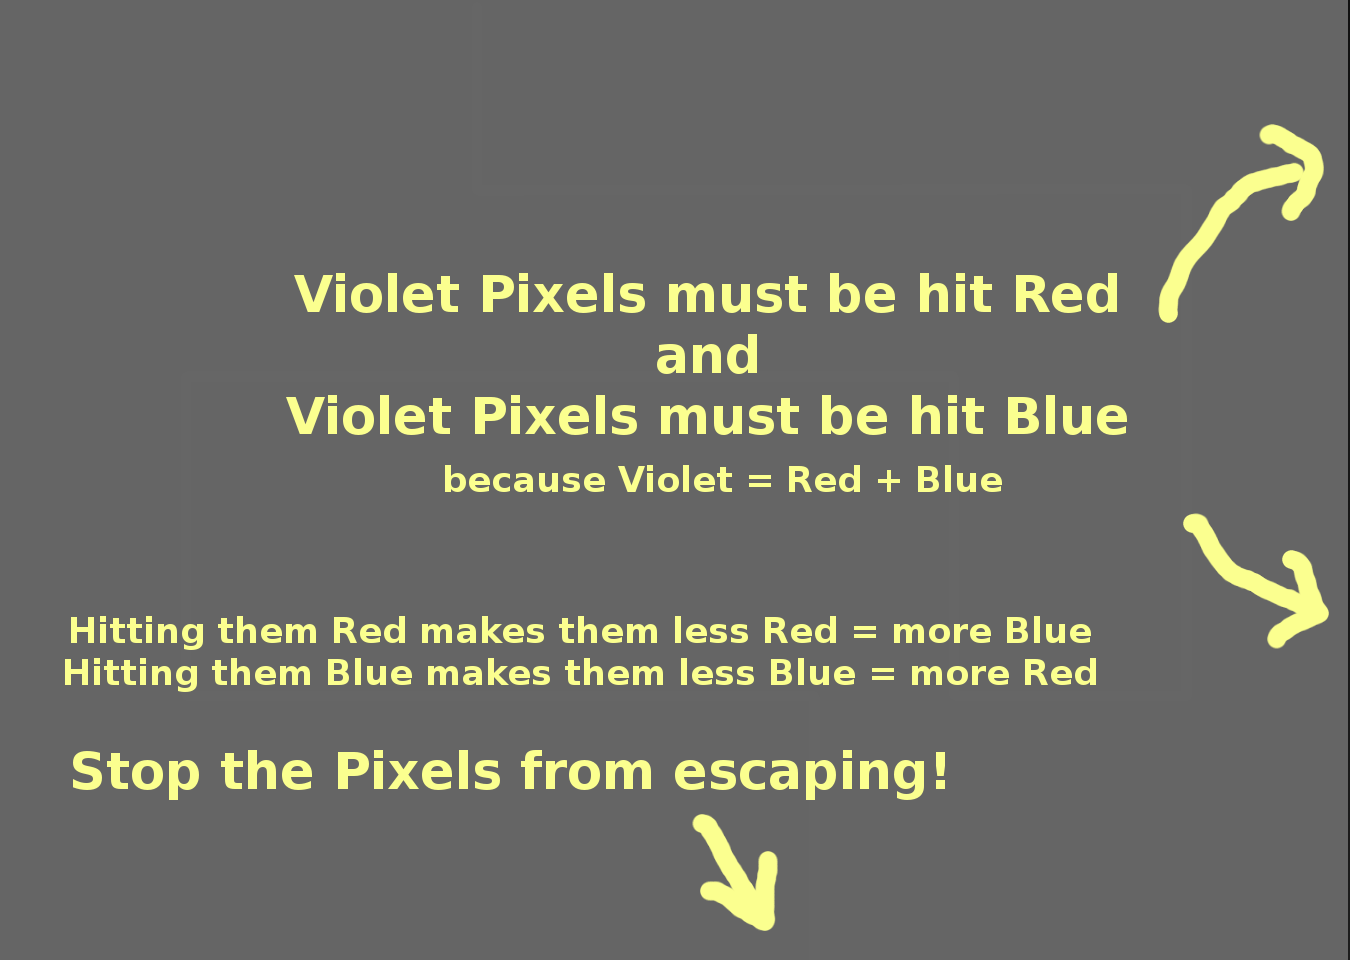 Violet Pixels must be hit Red
and
Violet Pixels must be hit Blue
because Violet = Red + Blue
Hitting them Red makes them less Red = more Blue
Hitting them Blue makes them less Blue = more Red
Stop the Pixels from escaping!